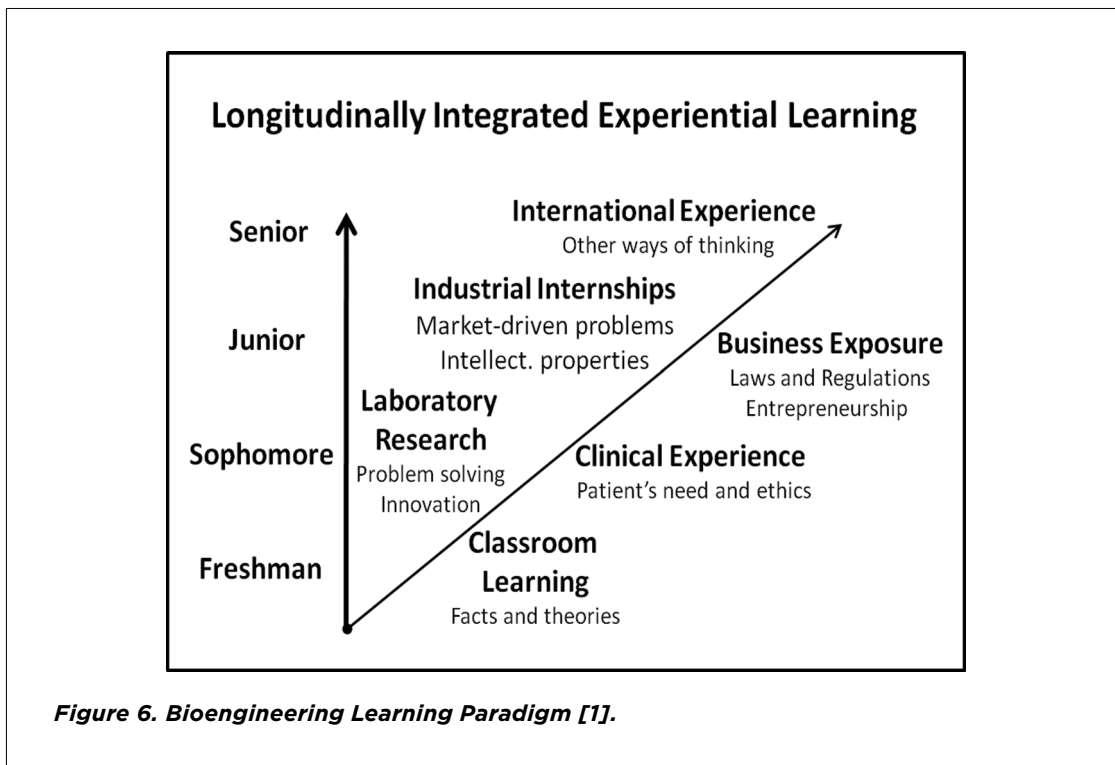 Longitudinally Integrated Experiential Learning
Senior
International Experience
Other ways of thinking
Industrial Internships
Market-driven problems
Intellect. properties
Junior
Business Exposure
Laws and Regulations
Entrepreneurship
Laboratory
Research
Problem solving
Innovation
Sophomore
Clinical Experience
Patient's need and ethics
Classroom
Learning
Facts and theories
Freshman
Figure 6. Bioengineering Learning Paradigm [1].